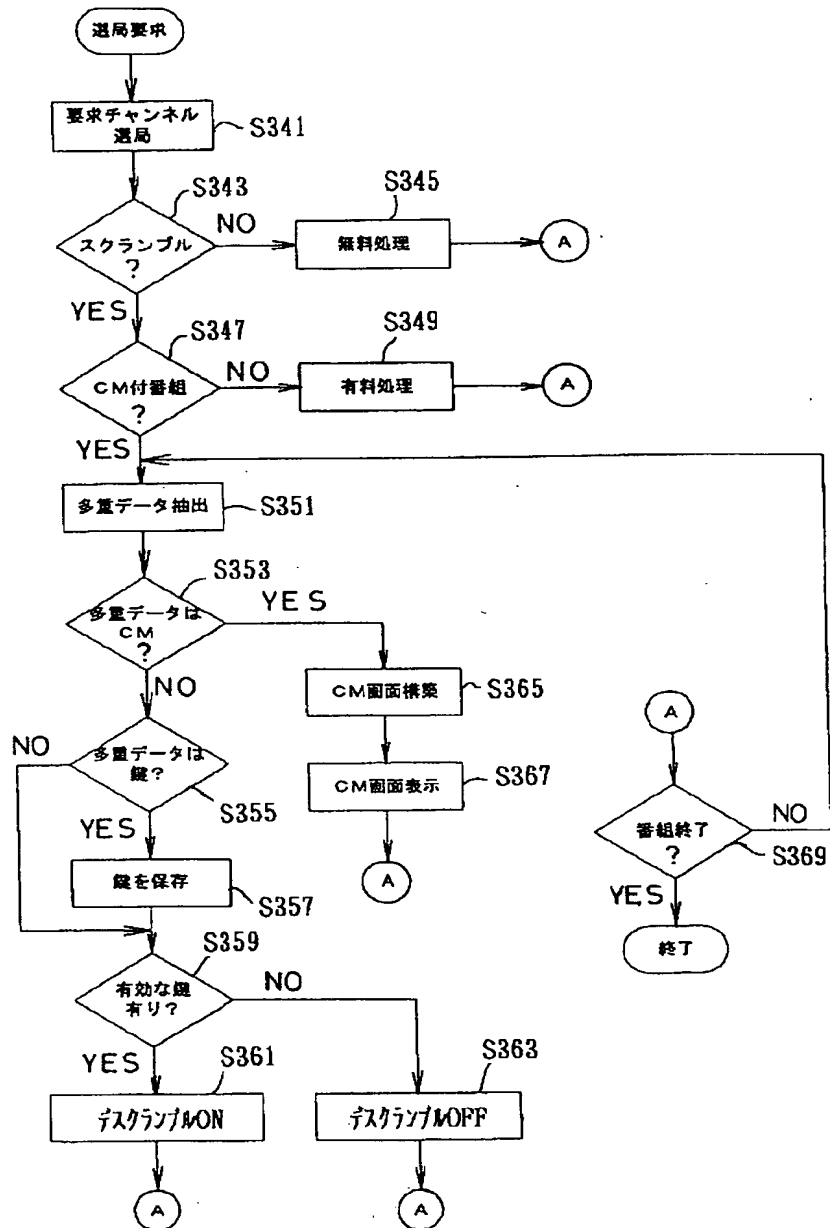 選局要求
要求チャンネル
選局
S341
S343
スクランブル
?
NO
S345
無料処理
A
YES
S347
CM付番組
?
NO
S349
有料処理
A
YES
多重データ抽出
S351
S353
多重データは
CM
?
YES
NO
CM画面構築
S365
CM画面表示
S367
A
多重データは
鍵?
S355
NO
YES
鍵を保存
S357
S359
有効な鍵
有り?
NO
YES
S361
デスクランブルON
A
S363
デスクランブルOFF
A
A
番組終了
?
S369
NO
YES
終了